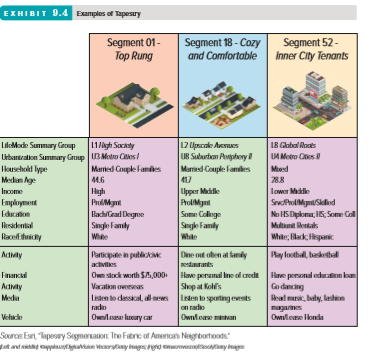 EXHIBIT 9.4 Examples of Tapestry
Segment 01 - Segment 18 - Cozy Segment 52 -
Top Rung and Comfortable Inner City Tenants
LifeMode Summary Group L1 High Society L2 Upscale Avenues L8 Global Roots
Urbanization Summary Group U3 Metro Cities I U8 Suburban Periphery II U4 Metro Cities II
Household Type Married-Couple Families Married-Couple Families Mixed
Median Age 44.6 41.7 28.8
Income High Upper Middle Lower Middle
Employment Prof/Mgmt Prof/Mgmt Srvc/Prof/Mgmt/Skilled
Education Bach/Grad Degree Some College No HS Diploma; HS; Some Coll
Residential Single Family Single Family Multiunit Rentals
Race/Ethnicity White White White; Black; Hispanic
Activity Participate in public/civic Dine out often at family Play football, basketball
activities restaurants
Financial Own stock worth $75,000+ Have personal line of credit Have personal education loan
Activity Vacation overseas Shop at Kohl's Go dancing
Media Listen to classical, all-news Listen to sporting events Read music, baby, fashion
radio on radio magazines
Vehicle Own/Lease luxury car Own/Lease minivan Own/Lease Honda
Source: Esri, "Tapestry Segmentation: The Fabric of America's Neighborhoods."
(Left and middle): Vectors/Getty Images; (right): /Getty Images